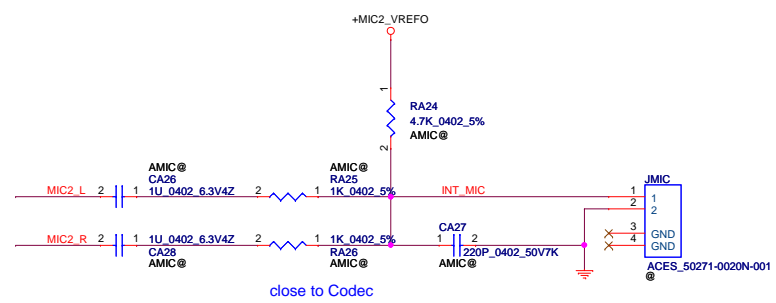 +MIC2_VREFO
1
RA24
4.7K_0402_5%
AMIC@
2
AMIC@
CA26
AMIC@
RA25
JMIC
MIC2_L 2 1 1U_0402_6.3V4Z 2 1 1K_0402_5% INT_MIC 1 1
2 2
MIC2_R 2 1 1U_0402_6.3V4Z 2 1 1K_0402_5% 1 CA27 2
CA28
AMIC@
RA26
AMIC@
220P_0402_50V7K
AMIC@
3 GND
4 GND
ACES_50271-0020N-001
@
close to Codec